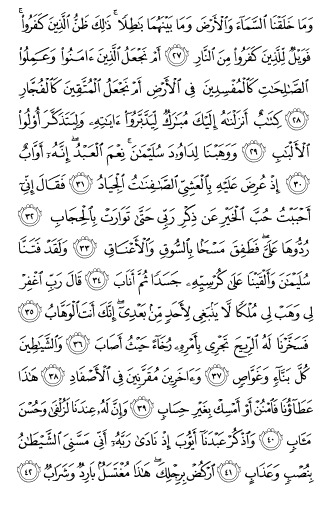 وَمَا خَلَقْنَا ٱلسَّمَآءَ وَٱلْأَرْضَ وَمَا بَيْنَهُمَا بَٰطِلًا ۚ ذَٰلِكَ ظَنُّ ٱلَّذِينَ كَفَرُوا۟ ۚ
فَوَيْلٌ لِّلَّذِينَ كَفَرُوا۟ مِنَ ٱلنَّارِ ٢٧ أَمْ نَجْعَلُ ٱلَّذِينَ ءَامَنُوا۟ وَعَمِلُوا۟
ٱلصَّٰلِحَٰتِ كَٱلْمُفْسِدِينَ فِى ٱلْأَرْضِ أَمْ نَجْعَلُ ٱلْمُتَّقِينَ كَٱلْفُجَّارِ
٢٨ كِتَٰبٌ أَنزَلْنَٰهُ إِلَيْكَ مُبَٰرَكٌ لِّيَدَّبَّرُوٓا۟ ءَايَٰتِهِۦ وَلِيَتَذَكَّرَ أُو۟لُوا۟
ٱلْأَلْبَٰبِ ٢٩ وَوَهَبْنَا لِدَاوُۥدَ سُلَيْمَٰنَ ۚ نِعْمَ ٱلْعَبْدُ ۖ إِنَّهُۥٓ أَوَّابٌ
٣٠ إِذْ عُرِضَ عَلَيْهِ بِٱلْعَشِىِّ ٱلصَّٰفِنَٰتُ ٱلْجِيَادُ ٣١ فَقَالَ إِنِّىٓ
أَحْبَبْتُ حُبَّ ٱلْخَيْرِ عَن ذِكْرِ رَبِّى حَتَّىٰ تَوَارَتْ بِٱلْحِجَابِ ٣٢
رُدُّوهَا عَلَىَّ ۖ فَطَفِقَ مَسْحًۢا بِٱلسُّوقِ وَٱلْأَعْنَاقِ ٣٣ وَلَقَدْ فَتَنَّا
سُلَيْمَٰنَ وَأَلْقَيْنَا عَلَىٰ كُرْسِيِّهِۦ جَسَدًا ثُمَّ أَنَابَ ٣٤ قَالَ رَبِّ ٱغْفِرْ
لِى وَهَبْ لِى مُلْكًا لَّا يَنۢبَغِى لِأَحَدٍ مِّنۢ بَعْدِىٓ ۖ إِنَّكَ أَنتَ ٱلْوَهَّابُ ٣٥
فَسَخَّرْنَا لَهُ ٱلرِّيحَ تَجْرِى بِأَمْرِهِۦ رُخَآءً حَيْثُ أَصَابَ ٣٦ وَٱلشَّيَٰطِينَ
كُلَّ بَنَّآءٍ وَغَوَّاصٍ ٣٧ وَءَاخَرِينَ مُقَرَّنِينَ فِى ٱلْأَصْفَادِ ٣٨ هَٰذَا
عَطَآؤُنَا فَٱمْنُنْ أَوْ أَمْسِكْ بِغَيْرِ حِسَابٍ ٣٩ وَإِنَّ لَهُۥ عِندَنَا لَزُلْفَىٰ وَحُسْنَ
مَـَٔابٍ ٤٠ وَٱذْكُرْ عَبْدَنَآ أَيُّوبَ إِذْ نَادَىٰ رَبَّهُۥٓ أَنِّى مَسَّنِىَ ٱلشَّيْطَٰنُ
بِنُصْبٍ وَعَذَابٍ ٤١ ٱرْكُضْ بِرِجْلِكَ ۖ هَٰذَا مُغْتَسَلٌۢ بَارِدٌ وَشَرَابٌ ٤٢